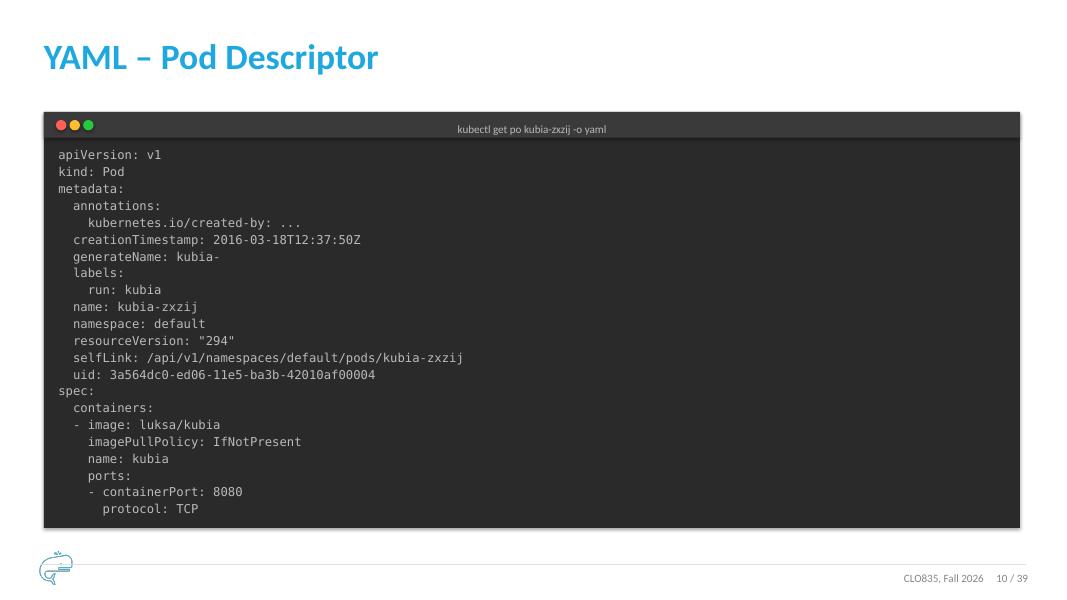 YAML – Pod Descriptor
kubectl get po kubia-zxzij -o yaml
apiVersion: v1
kind: Pod
metadata:
  annotations:
    kubernetes.io/created-by: ...
  creationTimestamp: 2016-03-18T12:37:50Z
  generateName: kubia-
  labels:
    run: kubia
  name: kubia-zxzij
  namespace: default
  resourceVersion: "294"
  selfLink: /api/v1/namespaces/default/pods/kubia-zxzij
  uid: 3a564dc0-ed06-11e5-ba3b-42010af00004
spec:
  containers:
  - image: luksa/kubia
    imagePullPolicy: IfNotPresent
    name: kubia
    ports:
    - containerPort: 8080
      protocol: TCP
CLO835, Fall 2026 10 / 39